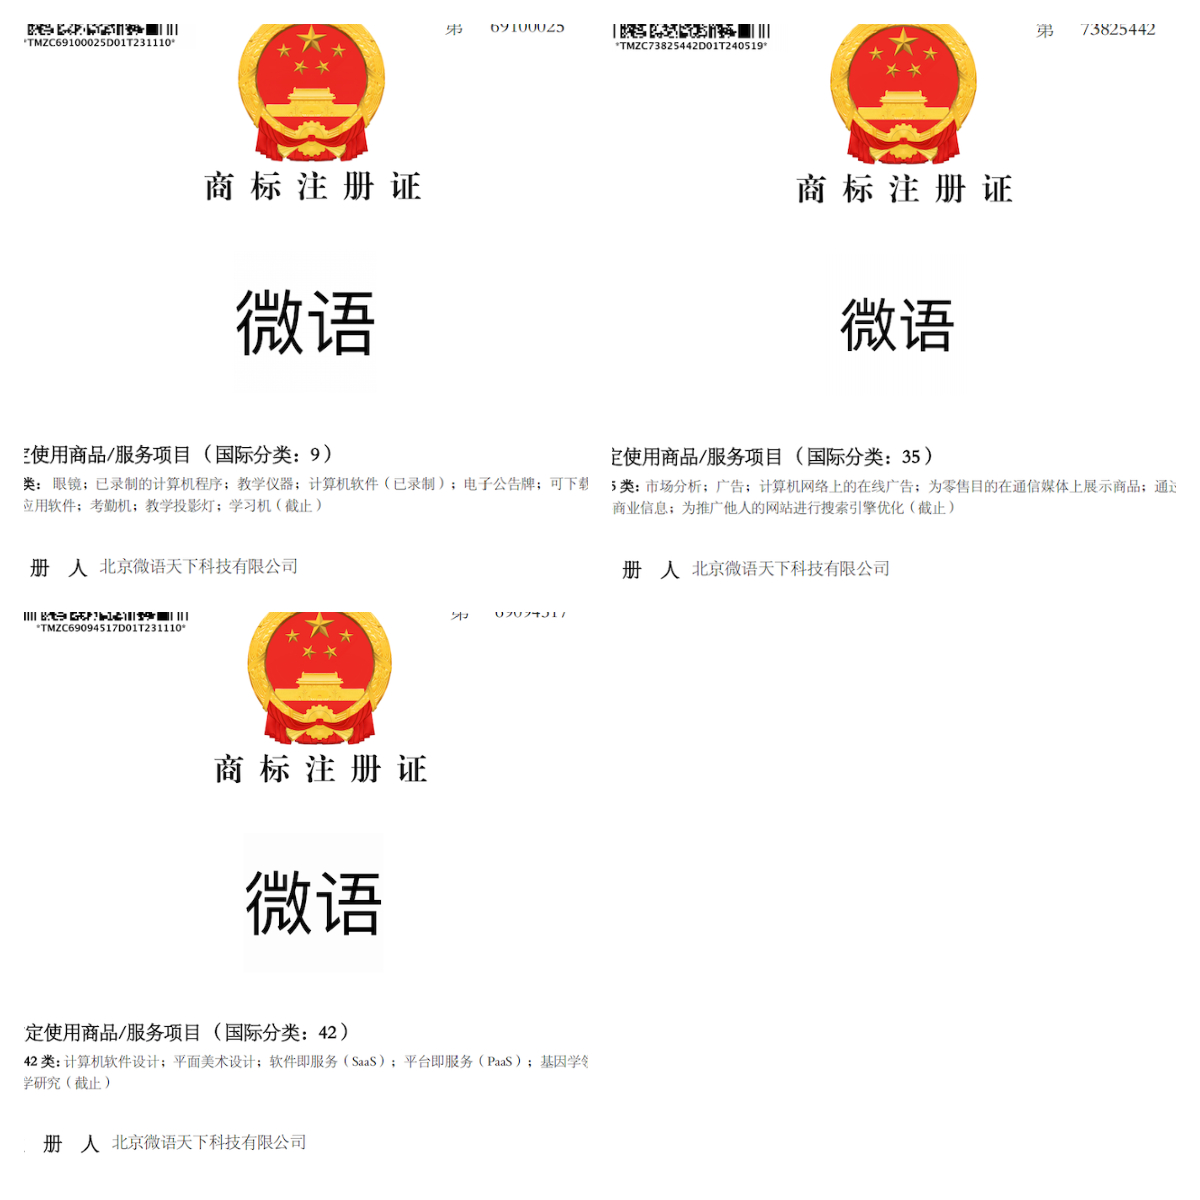 *TMZC69100025D01T231110*
第 69100025
商标注册证
微语
定使用商品/服务项目（国际分类：9）
类：眼镜；已录制的计算机程序；教学仪器；计算机软件（已录制）；电子公告牌；可下载
应用软件；考勤机；教学投影灯；学习机（截止）
册 人 北京微语天下科技有限公司
*TMZC73825442D01T240519*
第 73825442
商标注册证
微语
定使用商品/服务项目（国际分类：35）
5类：市场分析；广告；计算机网络上的在线广告；为零售目的在通信媒体上展示商品；通过
商业信息；为推广他人的网站进行搜索引擎优化（截止）
册 人 北京微语天下科技有限公司
*TMZC69094517D01T231110*
第 69094517
商标注册证
微语
定使用商品/服务项目（国际分类：42）
42类：计算机软件设计；平面美术设计；软件即服务（SaaS）；平台即服务（PaaS）；基因学领
学研究（截止）
册 人 北京微语天下科技有限公司